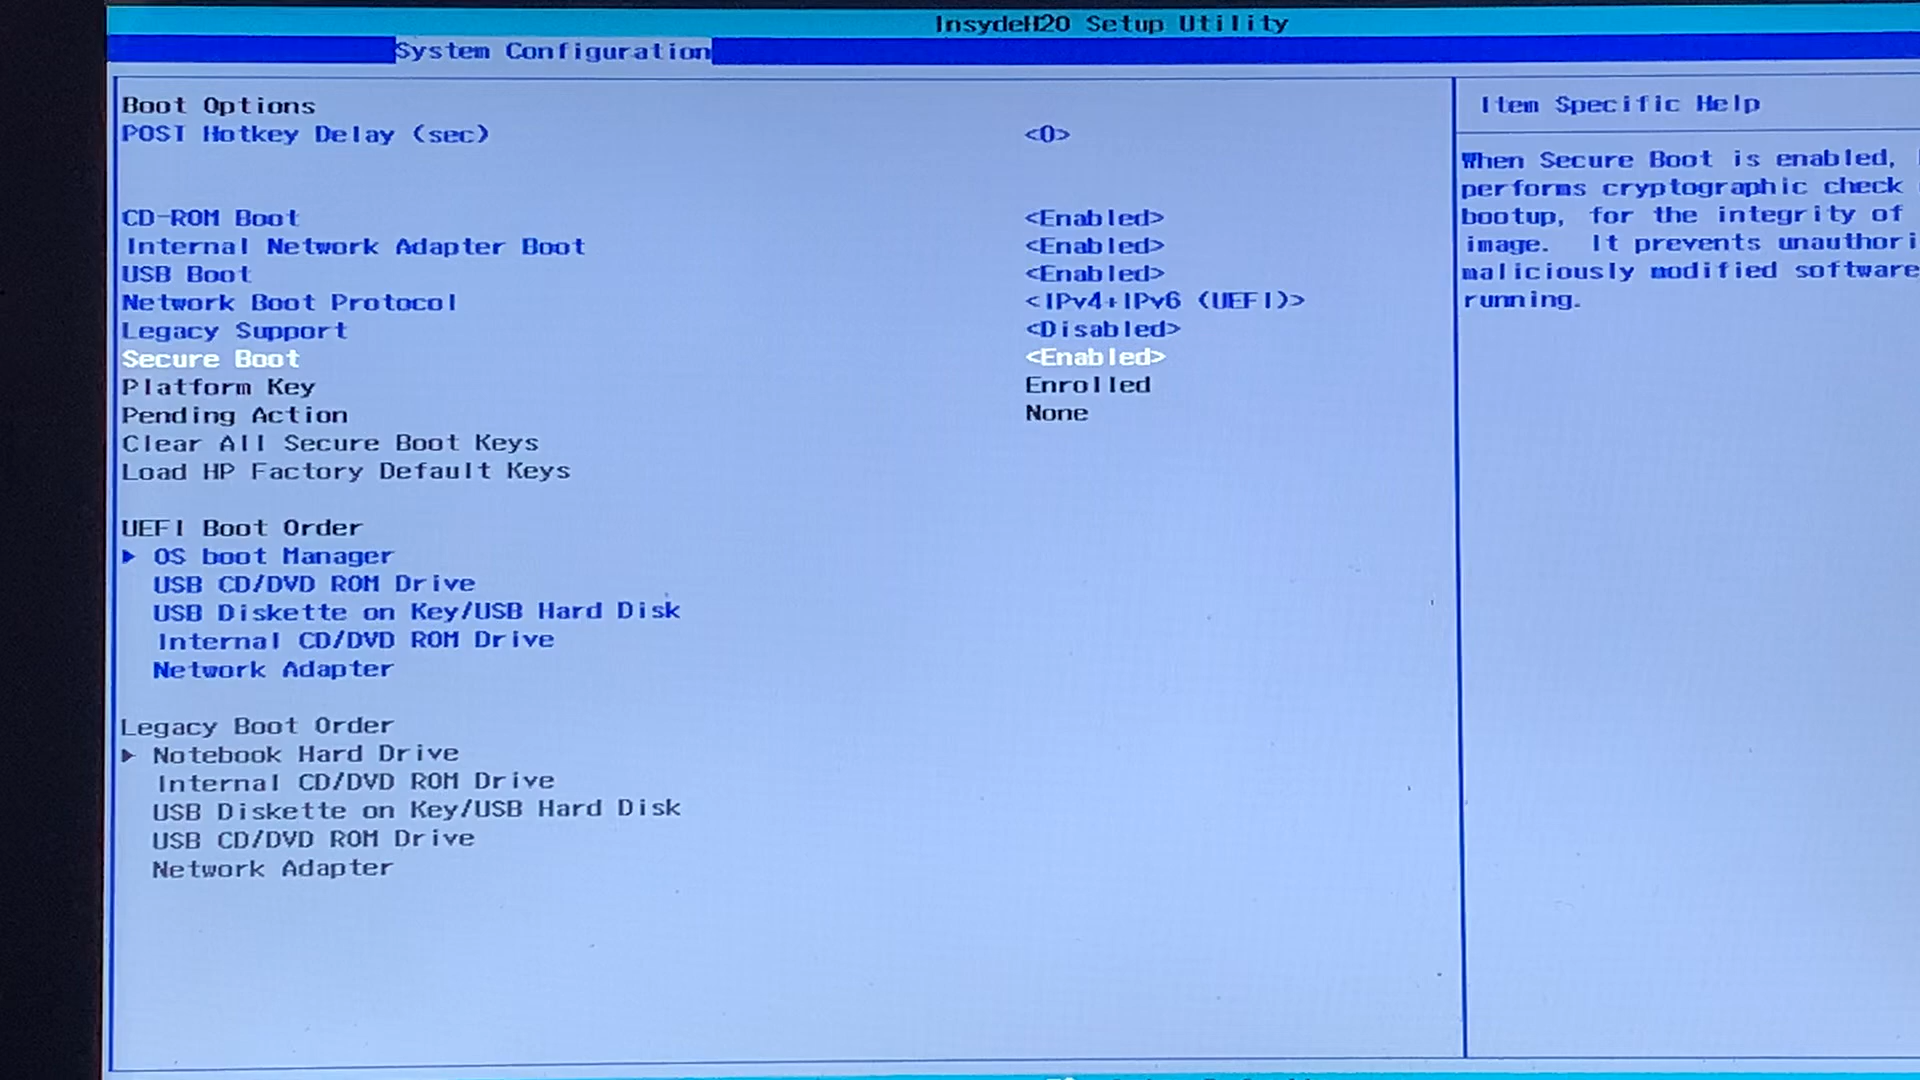 InsydeH20 Setup Utility
System Configuration
Boot Options
POST Hotkey Delay (sec) <0>
CD-ROM Boot <Enabled>
Internal Network Adapter Boot <Enabled>
USB Boot <Enabled>
Network Boot Protocol <IPv4+IPv6 (UEFI)>
Legacy Support <Disabled>
Secure Boot <Enabled>
Platform Key Enrolled
Pending Action None
Clear All Secure Boot Keys
Load HP Factory Default Keys
UEFI Boot Order
OS boot Manager
USB CD/DVD ROM Drive
USB Diskette on Key/USB Hard Disk
Internal CD/DVD ROM Drive
Network Adapter
Legacy Boot Order
Notebook Hard Drive
Internal CD/DVD ROM Drive
USB Diskette on Key/USB Hard Disk
USB CD/DVD ROM Drive
Network Adapter
Item Specific Help
When Secure Boot is enabled,
performs cryptographic check
bootup, for the integrity of
image. It prevents unauthori
maliciously modified software
running.